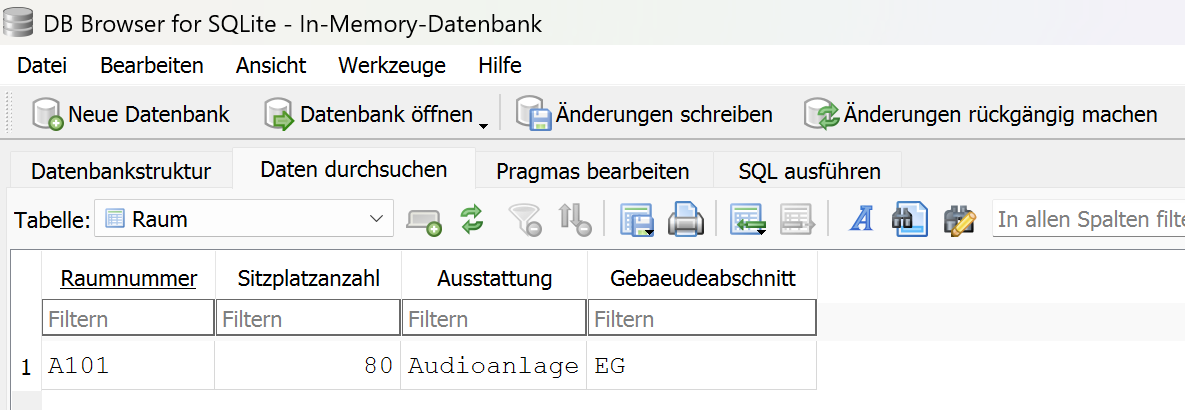 DB Browser for SQLite - In-Memory-Datenbank
Datei Bearbeiten Ansicht Werkzeuge Hilfe
Neue Datenbank Datenbank öffnen Änderungen schreiben Änderungen rückgängig machen
Datenbankstruktur Daten durchsuchen Pragmas bearbeiten SQL ausführen
Tabelle: Raum In allen Spalten filte
Raumnummer Sitzplatzanzahl Ausstattung Gebaeudeabschnitt
Filtern Filtern Filtern Filtern
1 A101 80 Audioanlage EG